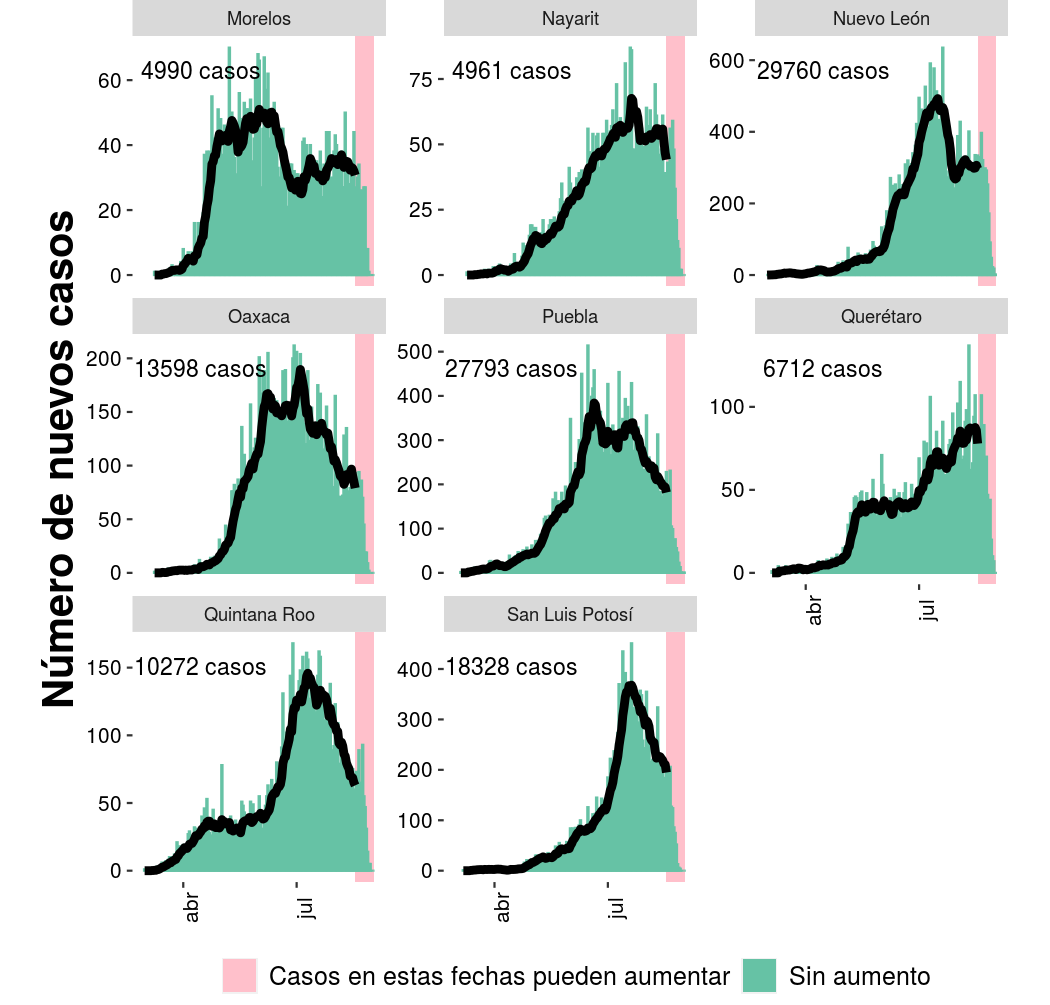 Morelos
Nayarit
Nuevo León
4990 casos
4961 casos
29760 casos
60
40
20
0
75
50
25
0
600
400
200
0
Número de nuevos casos
Oaxaca
Puebla
Querétaro
13598 casos
27793 casos
6712 casos
200
150
100
50
0
500
400
300
200
100
0
100
50
0
abr
jul
Quintana Roo
San Luis Potosí
10272 casos
18328 casos
150
100
50
0
400
300
200
100
0
abr
jul
abr
jul
Casos en estas fechas pueden aumentar
Sin aumento